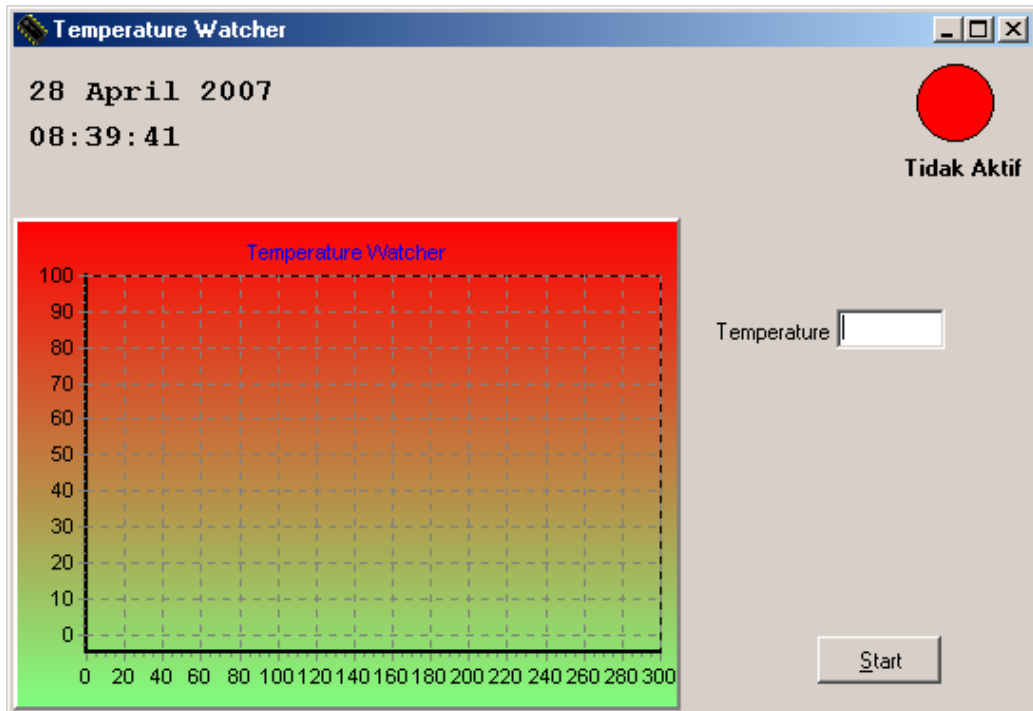 Temperature Watcher
28 April 2007
08:39:41
Tidak Aktif
Temperature Watcher
100
90
80
70
60
50
40
30
20
10
0
0 20 40 60 80 100 120 140 160 180 200 220 240 260 280 300
Temperature
Start